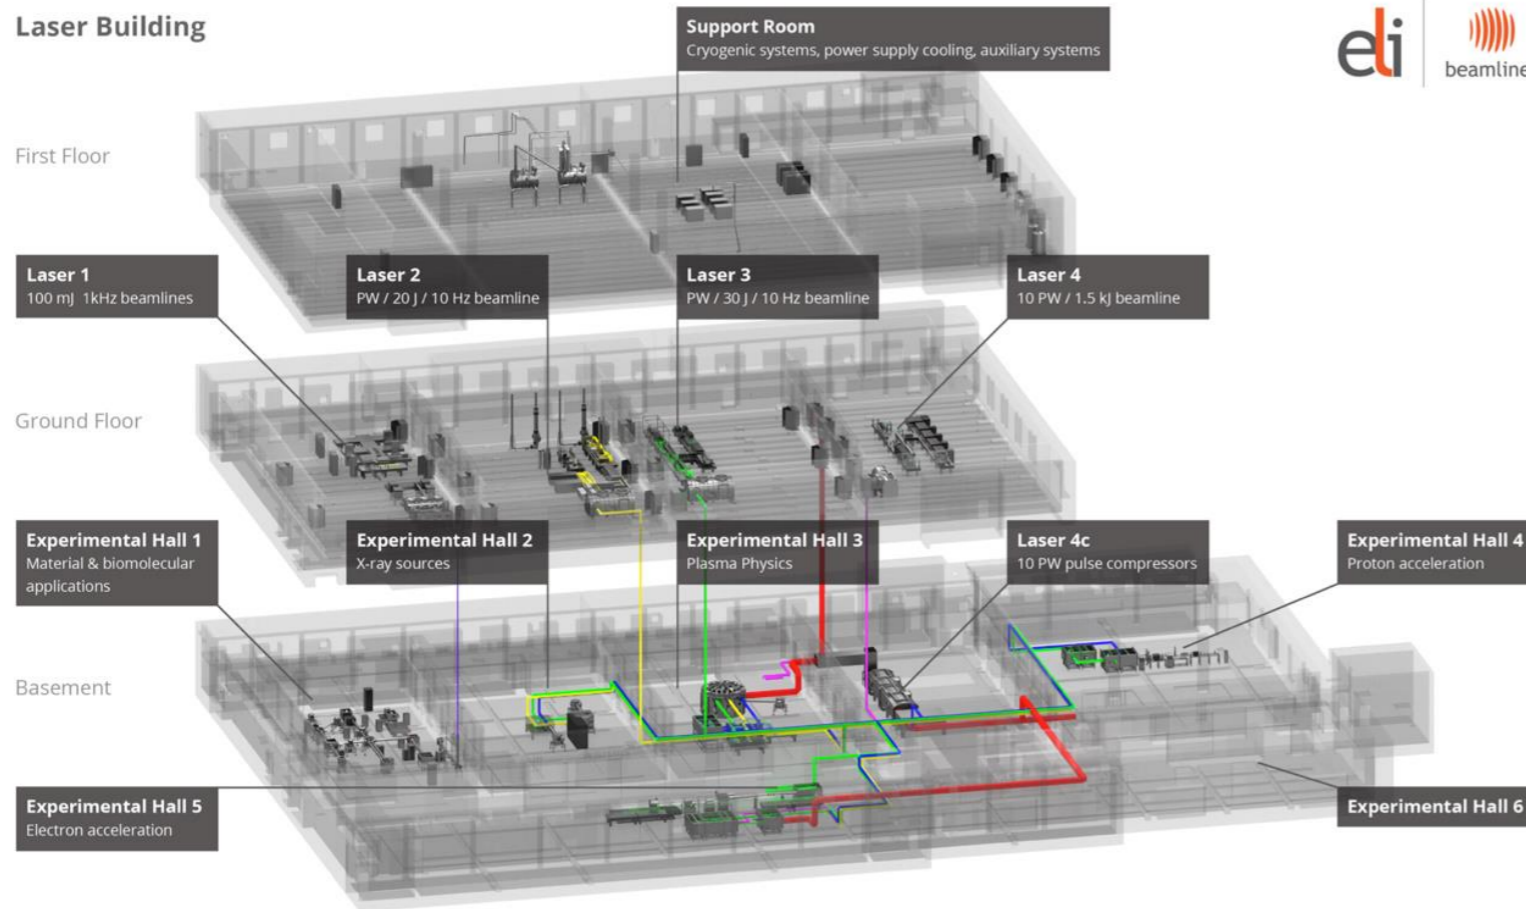 Laser Building
Support Room
Cryogenic systems, power supply cooling, auxiliary systems
eli
beamline
First Floor
Laser 1
100 mJ 1kHz beamlines
Laser 2
PW / 20 J / 10 Hz beamline
Laser 3
PW / 30 J / 10 Hz beamline
Laser 4
10 PW / 1.5 kJ beamline
Ground Floor
Experimental Hall 1
Material & biomolecular
applications
Experimental Hall 2
X-ray sources
Experimental Hall 3
Plasma Physics
Laser 4c
10 PW pulse compressors
Experimental Hall 4
Proton acceleration
Basement
Experimental Hall 5
Electron acceleration
Experimental Hall 6